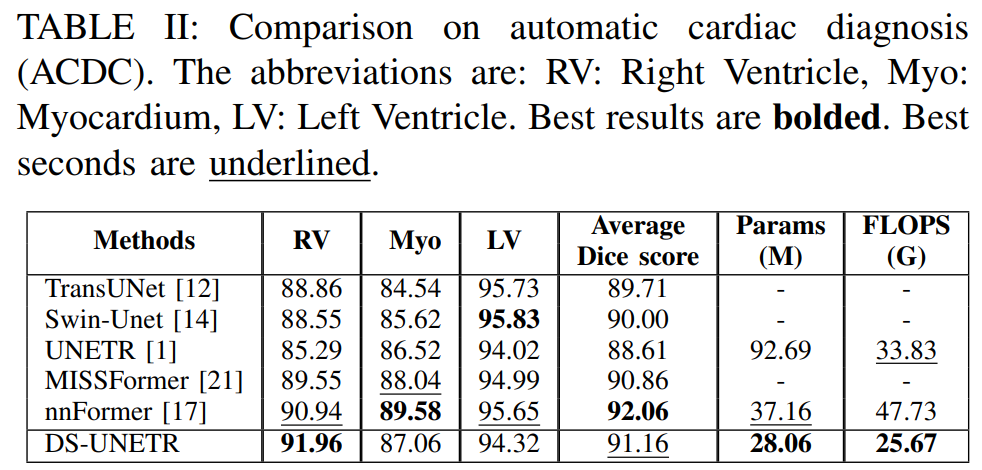 TABLE II: Comparison on automatic cardiac diagnosis
(ACDC). The abbreviations are: RV: Right Ventricle, Myo:
Myocardium, LV: Left Ventricle. Best results are bolded. Best
seconds are underlined.
Methods RV Myo LV Average Dice score Params (M) FLOPS (G)
TransUNet [12] 88.86 84.54 95.73 89.71 - -
Swin-Unet [14] 88.55 85.62 95.83 90.00 - -
UNETR [1] 85.29 86.52 94.02 88.61 92.69 33.83
MISSFormer [21] 89.55 88.04 94.99 90.86 - -
nnFormer [17] 90.94 89.58 95.65 92.06 37.16 47.73
DS-UNETR 91.96 87.06 94.32 91.16 28.06 25.67